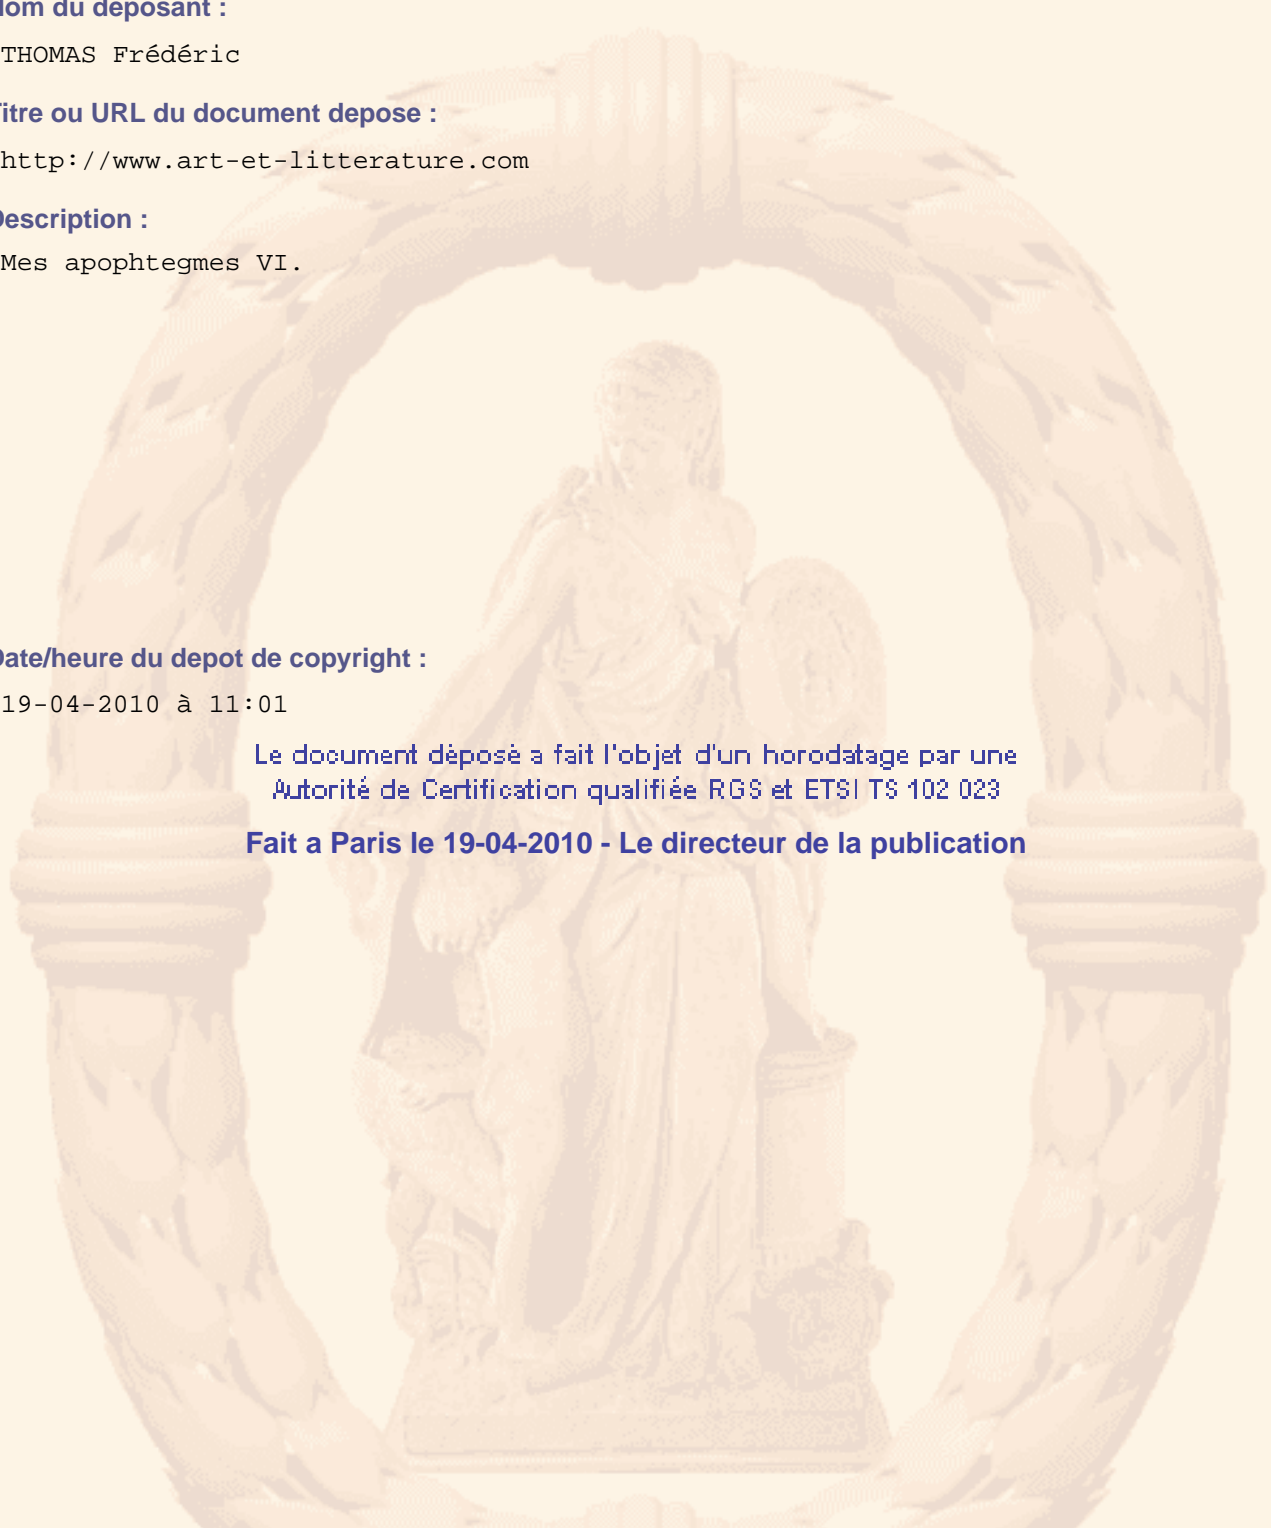 Nom du deposant :
THOMAS Frédéric
Titre ou URL du document depose :
http://www.art-et-litterature.com
Description :
Mes apophtegmes VI.
Date/heure du depot de copyright :
19-04-2010 à 11:01
Le document déposé a fait l'objet d'un horodatage par une
Autorité de Certification qualifiée RGS et ETSI TS 102 023
Fait a Paris le 19-04-2010 - Le directeur de la publication